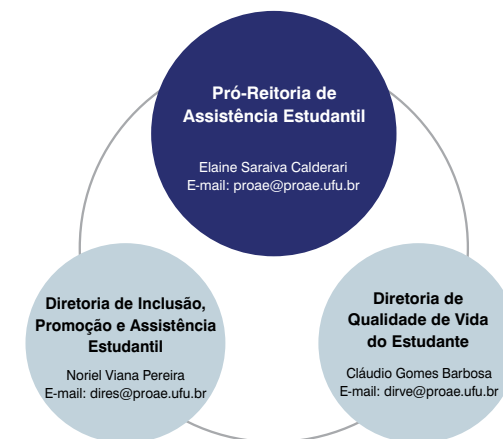 Pró-Reitoria de
Assistência Estudantil
Elaine Saraiva Calderari
E-mail: proae@proae.ufu.br
Diretoria de Inclusão,
Promoção e Assistência
Estudantil
Noriel Viana Pereira
E-mail: dires@proae.ufu.br
Diretoria de
Qualidade de Vida
do Estudante
Cláudio Gomes Barbosa
E-mail: dirve@proae.ufu.br